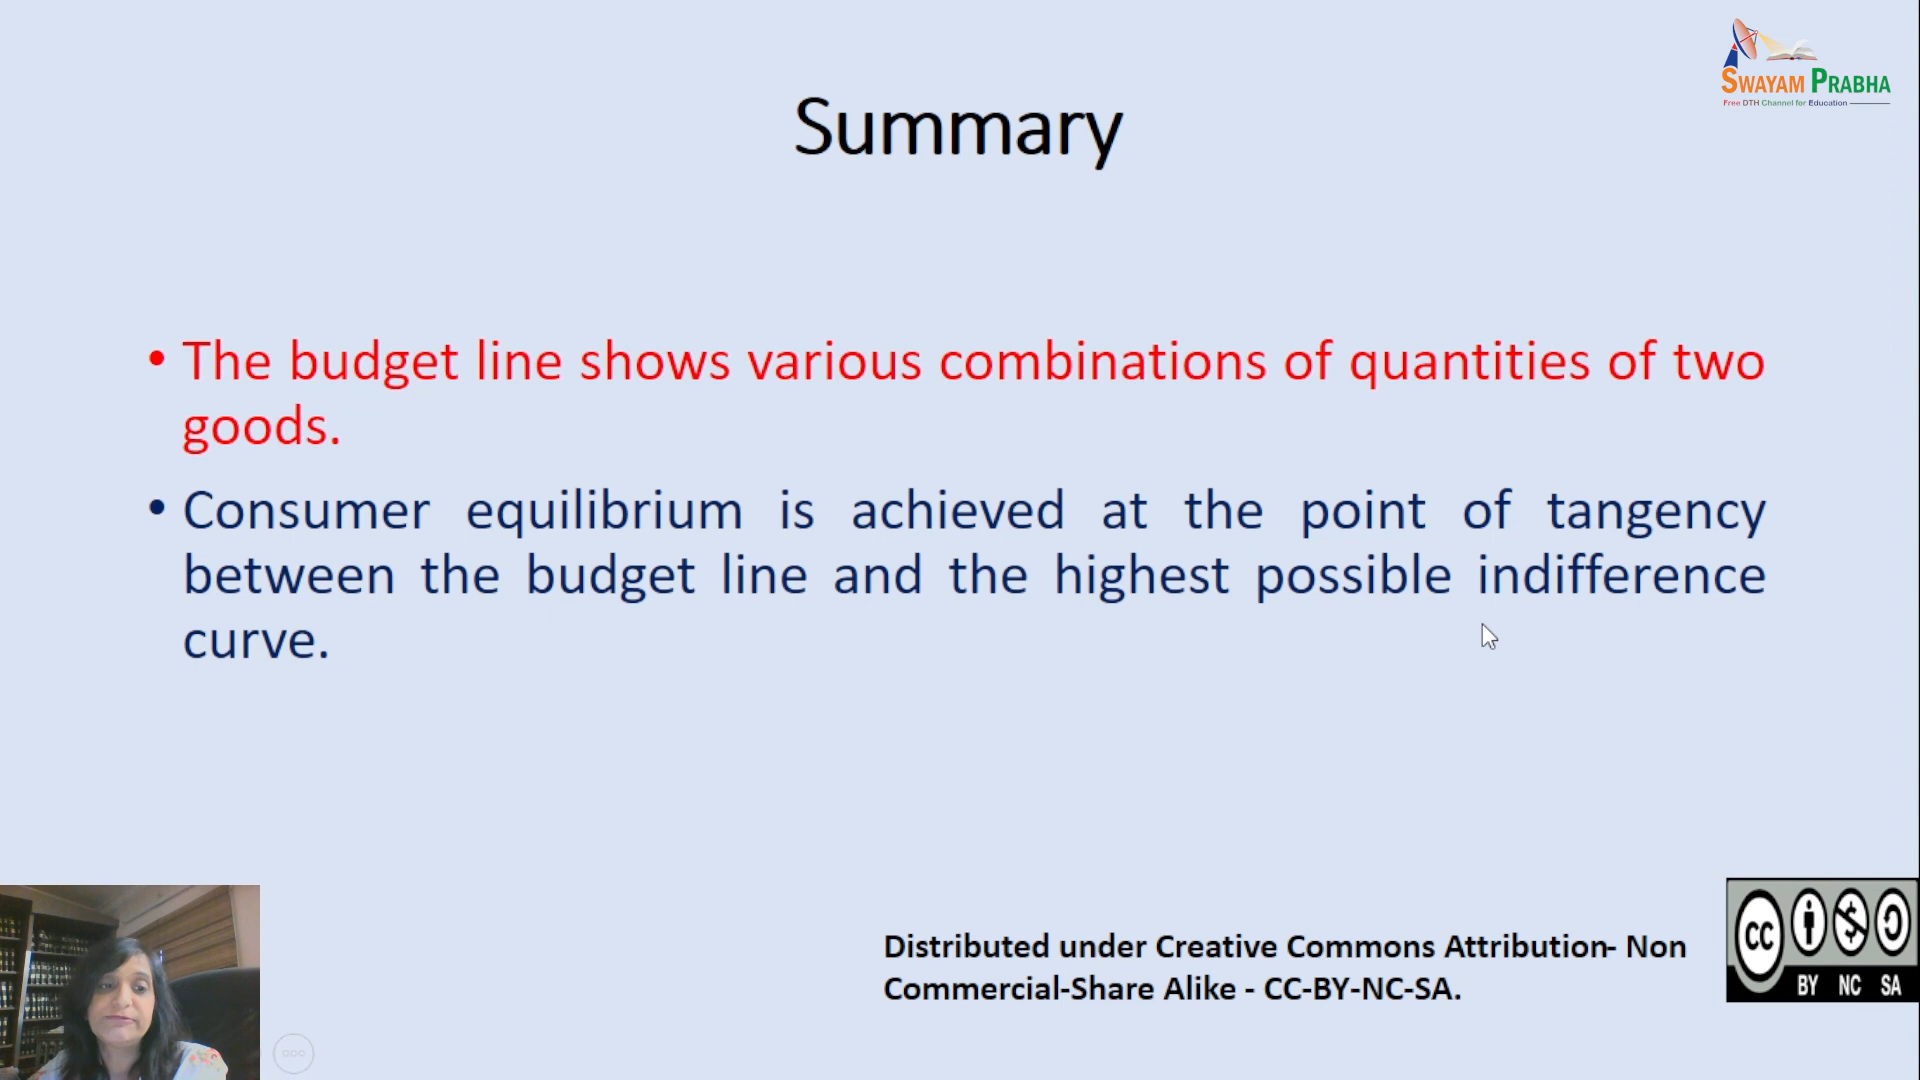 SWAYAM PRABHA
Free DTH Channel for Education
Summary
• The budget line shows various combinations of quantities of two
goods.
• Consumer equilibrium is achieved at the point of tangency
between the budget line and the highest possible indifference
curve.
Distributed under Creative Commons Attribution- Non
Commercial-Share Alike - CC-BY-NC-SA.
cc
BY NC SA